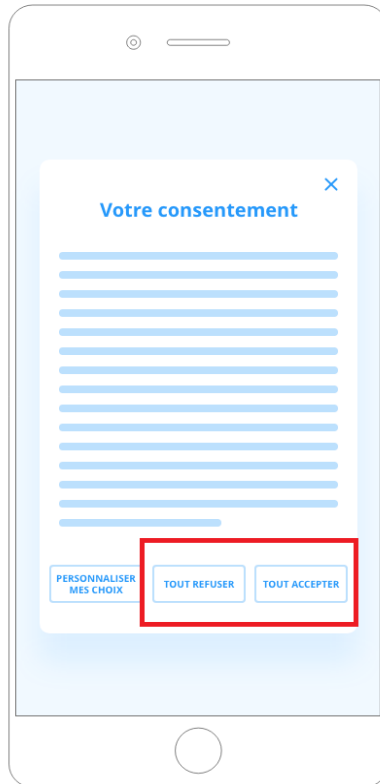 Votre consentement
PERSONNALISER
MES CHOIX
TOUT REFUSER
TOUT ACCEPTER